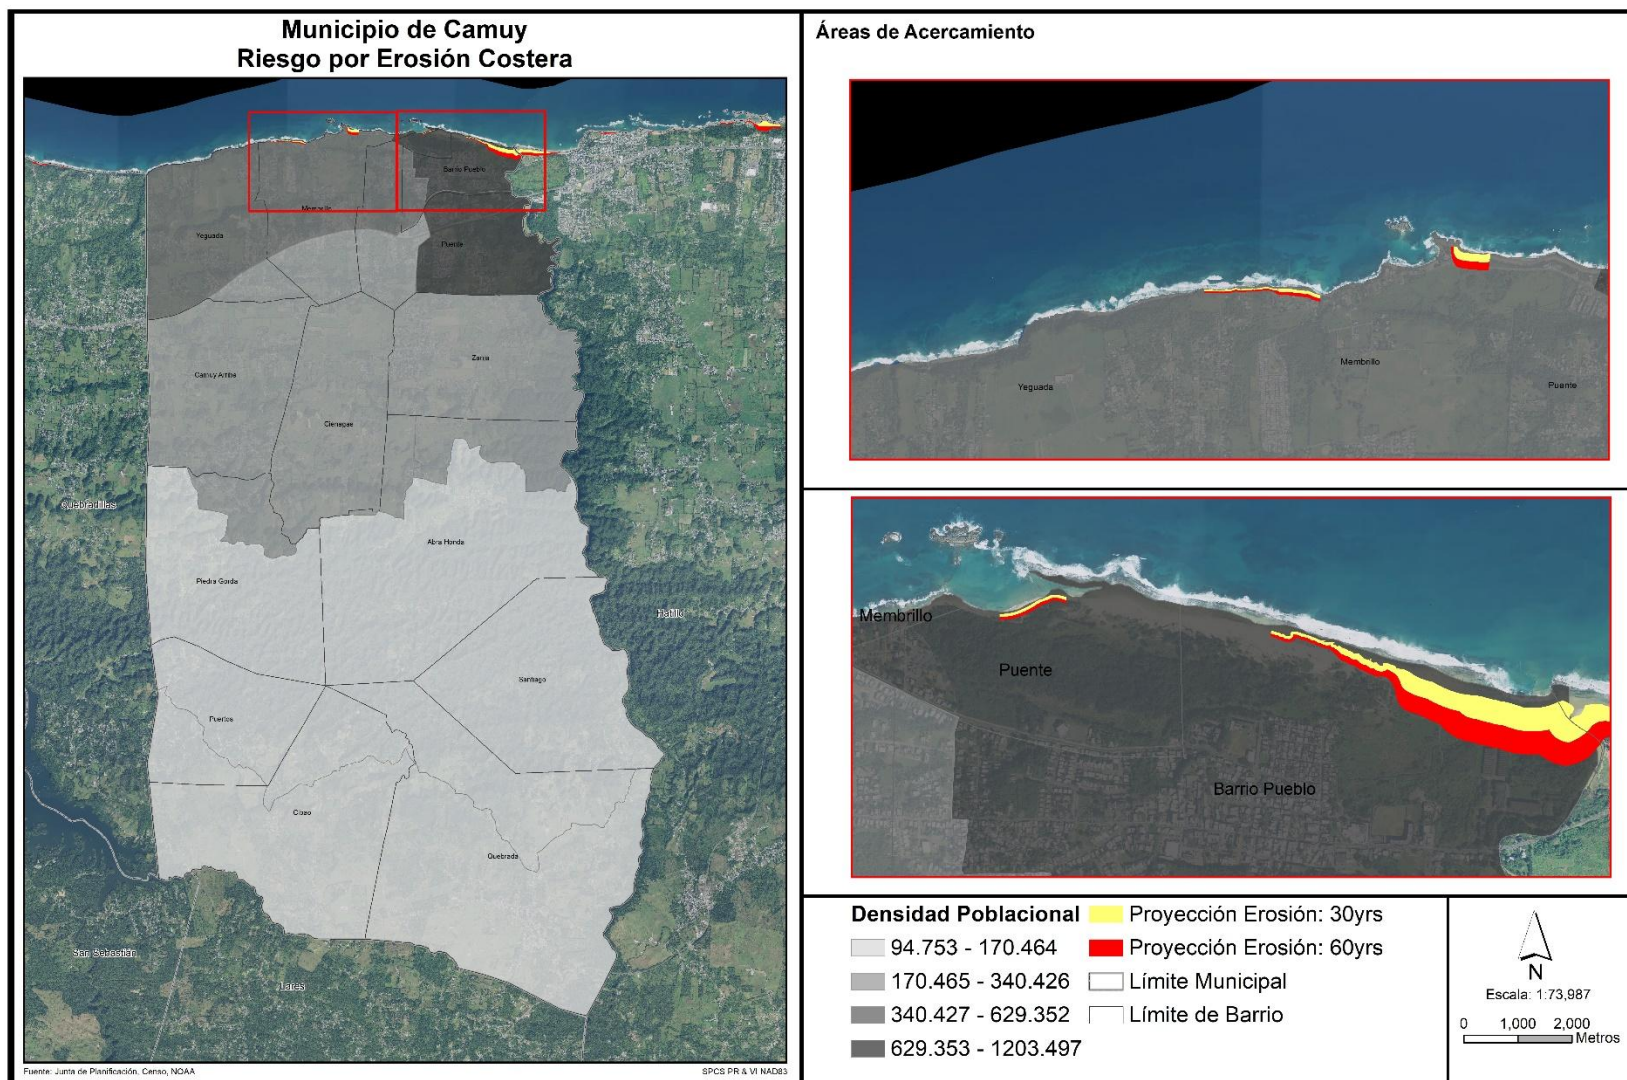 Municipio de Camuy
Riesgo por Erosión Costera
Barrio Pueblo
Membrillo
Yeguada
Puente
Camuy Arriba
Zanja
Cienagas
Quebradillas
Abra Honda
Piedra Gorda
Hatillo
Santiago
Puertos
Cibao
Quebrada
San Sebastián
Lares
Fuente: Junta de Planificación, Censo, NOAA
SPCS PR & VI NAD83
Áreas de Acercamiento
Membrillo
Yeguada
Puente
Membrillo
Puente
Barrio Pueblo
Densidad Poblacional
94.753 - 170.464
170.465 - 340.426
340.427 - 629.352
629.353 - 1203.497
Proyección Erosión: 30yrs
Proyección Erosión: 60yrs
Límite Municipal
Límite de Barrio
N
Escala: 1:73,987
0 1,000 2,000
Metros